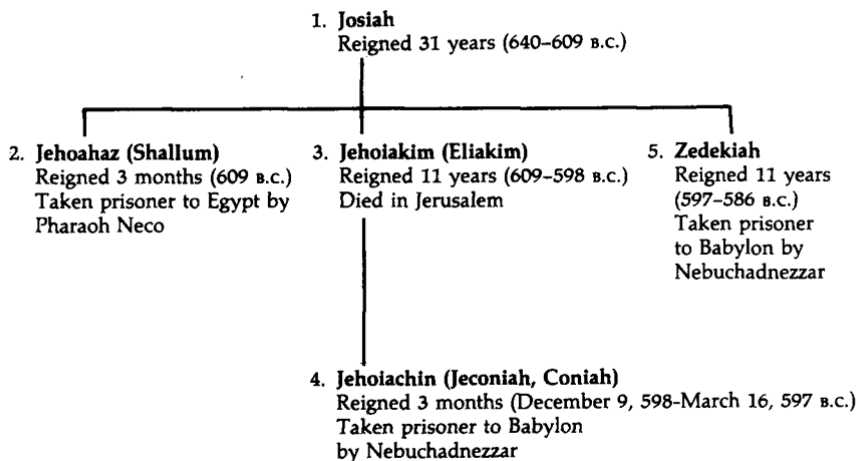 1. Josiah
Reigned 31 years (640–609 B.C.)
2. Jehoahaz (Shallum)
Reigned 3 months (609 B.C.)
Taken prisoner to Egypt by
Pharaoh Neco
3. Jehoiakim (Eliakim)
Reigned 11 years (609–598 B.C.)
Died in Jerusalem
5. Zedekiah
Reigned 11 years
(597–586 B.C.)
Taken prisoner
to Babylon by
Nebuchadnezzar
4. Jehoiachin (Jeconiah, Coniah)
Reigned 3 months (December 9, 598-March 16, 597 B.C.)
Taken prisoner to Babylon
by Nebuchadnezzar